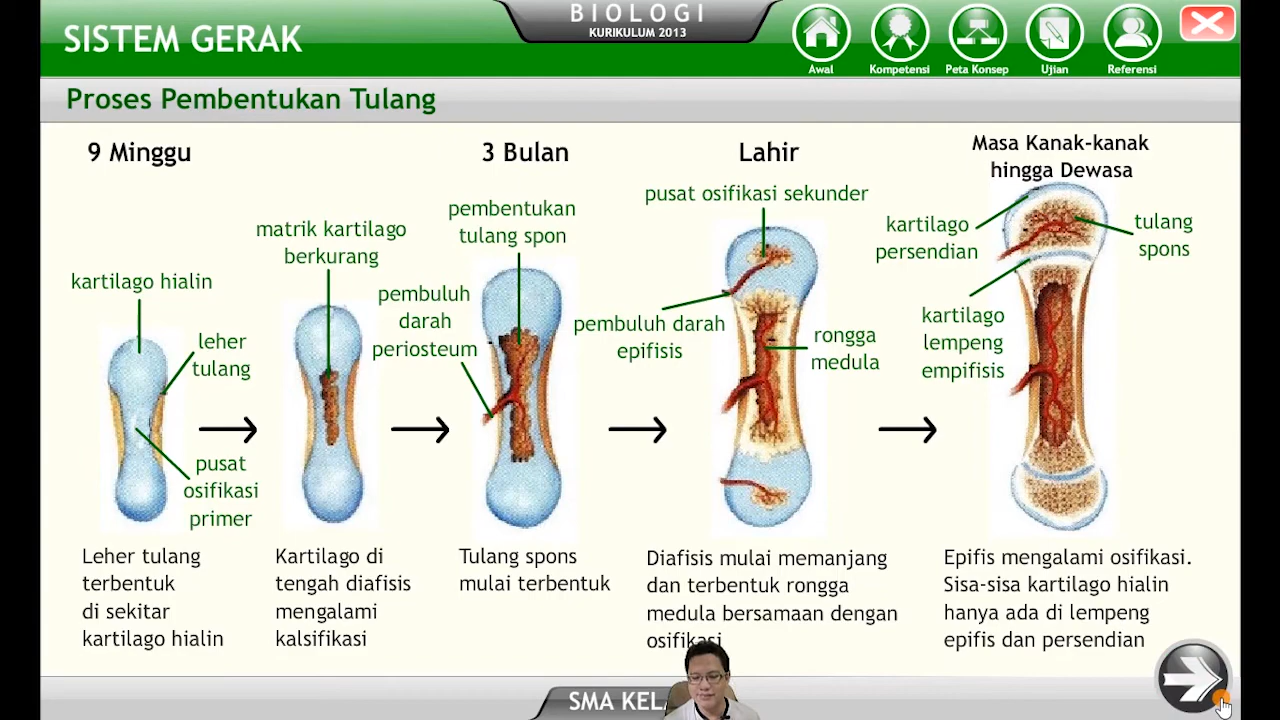 BIOLOGI
KURIKULUM 2013
SISTEM GERAK
Awal
Kompetensi
Peta Konsep
Ujian
Referensi
Proses Pembentukan Tulang
9 Minggu
kartilago hialin
leher
tulang
pusat
osifikasi
primer
Leher tulang
terbentuk
di sekitar
kartilago hialin
matrik kartilago
berkurang
Kartilago di
tengah diafisis
mengalami
kalsifikasi
3 Bulan
pembentukan
tulang spon
pembuluh
darah
periosteum
Tulang spons
mulai terbentuk
Lahir
pusat osifikasi sekunder
pembuluh darah
epifisis
rongga
medula
Diafisis mulai memanjang
dan terbentuk rongga
medula bersamaan dengan
osifikasi
Masa Kanak-kanak
hingga Dewasa
kartilago
persendian
tulang
spons
kartilago
lempeng
empifisis
Epifis mengalami osifikasi.
Sisa-sisa kartilago hialin
hanya ada di lempeng
epifis dan persendian
SMA